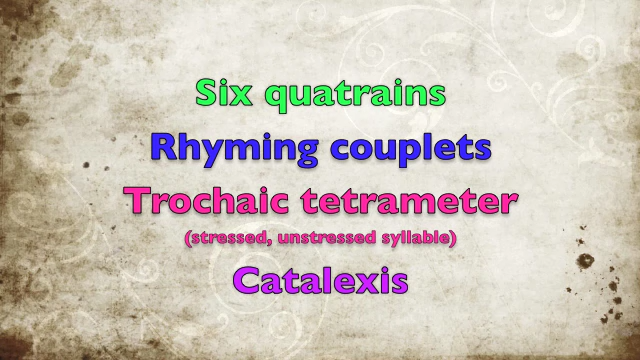 Six quatrains
Rhyming couplets
Trochaic tetrameter
(stressed, unstressed syllable)
Catalexis